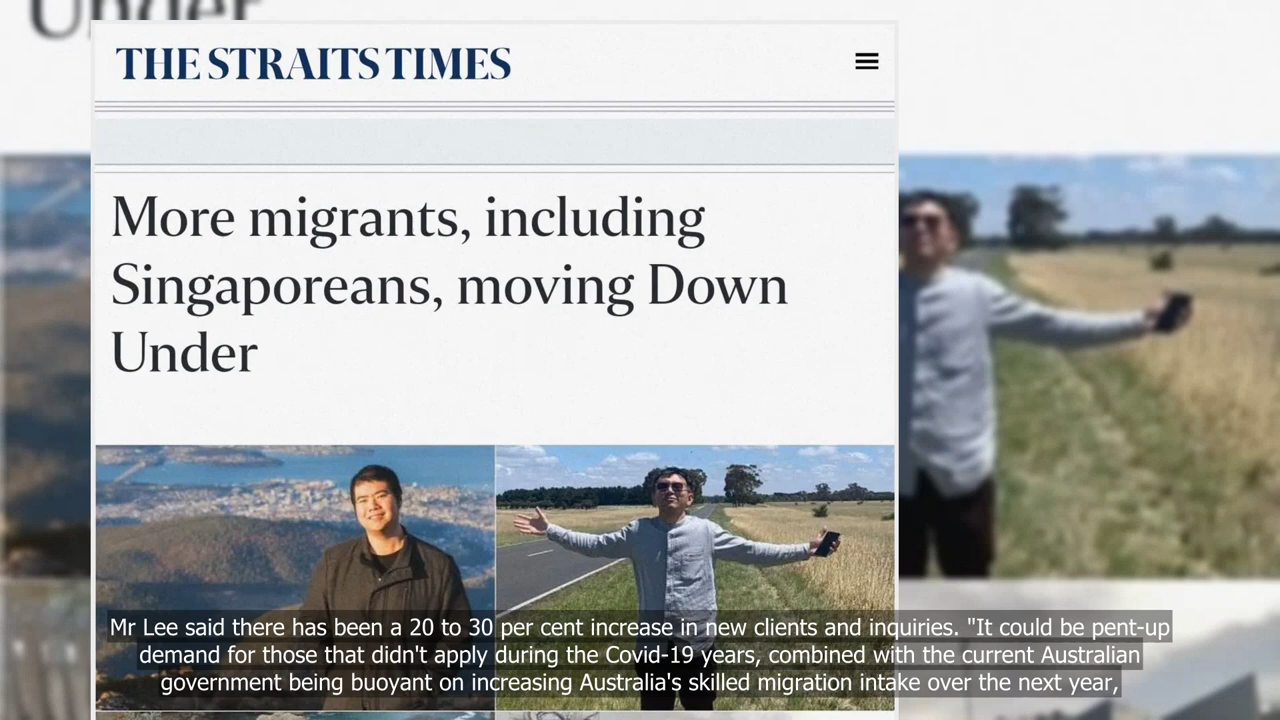 Under
THE STRAITS TIMES
More migrants, including
Singaporeans, moving Down
Under
Mr Lee said there has been a 20 to 30 per cent increase in new clients and inquiries. "It could be pent-up
demand for those that didn't apply during the Covid-19 years, combined with the current Australian
government being buoyant on increasing Australia's skilled migration intake over the next year,